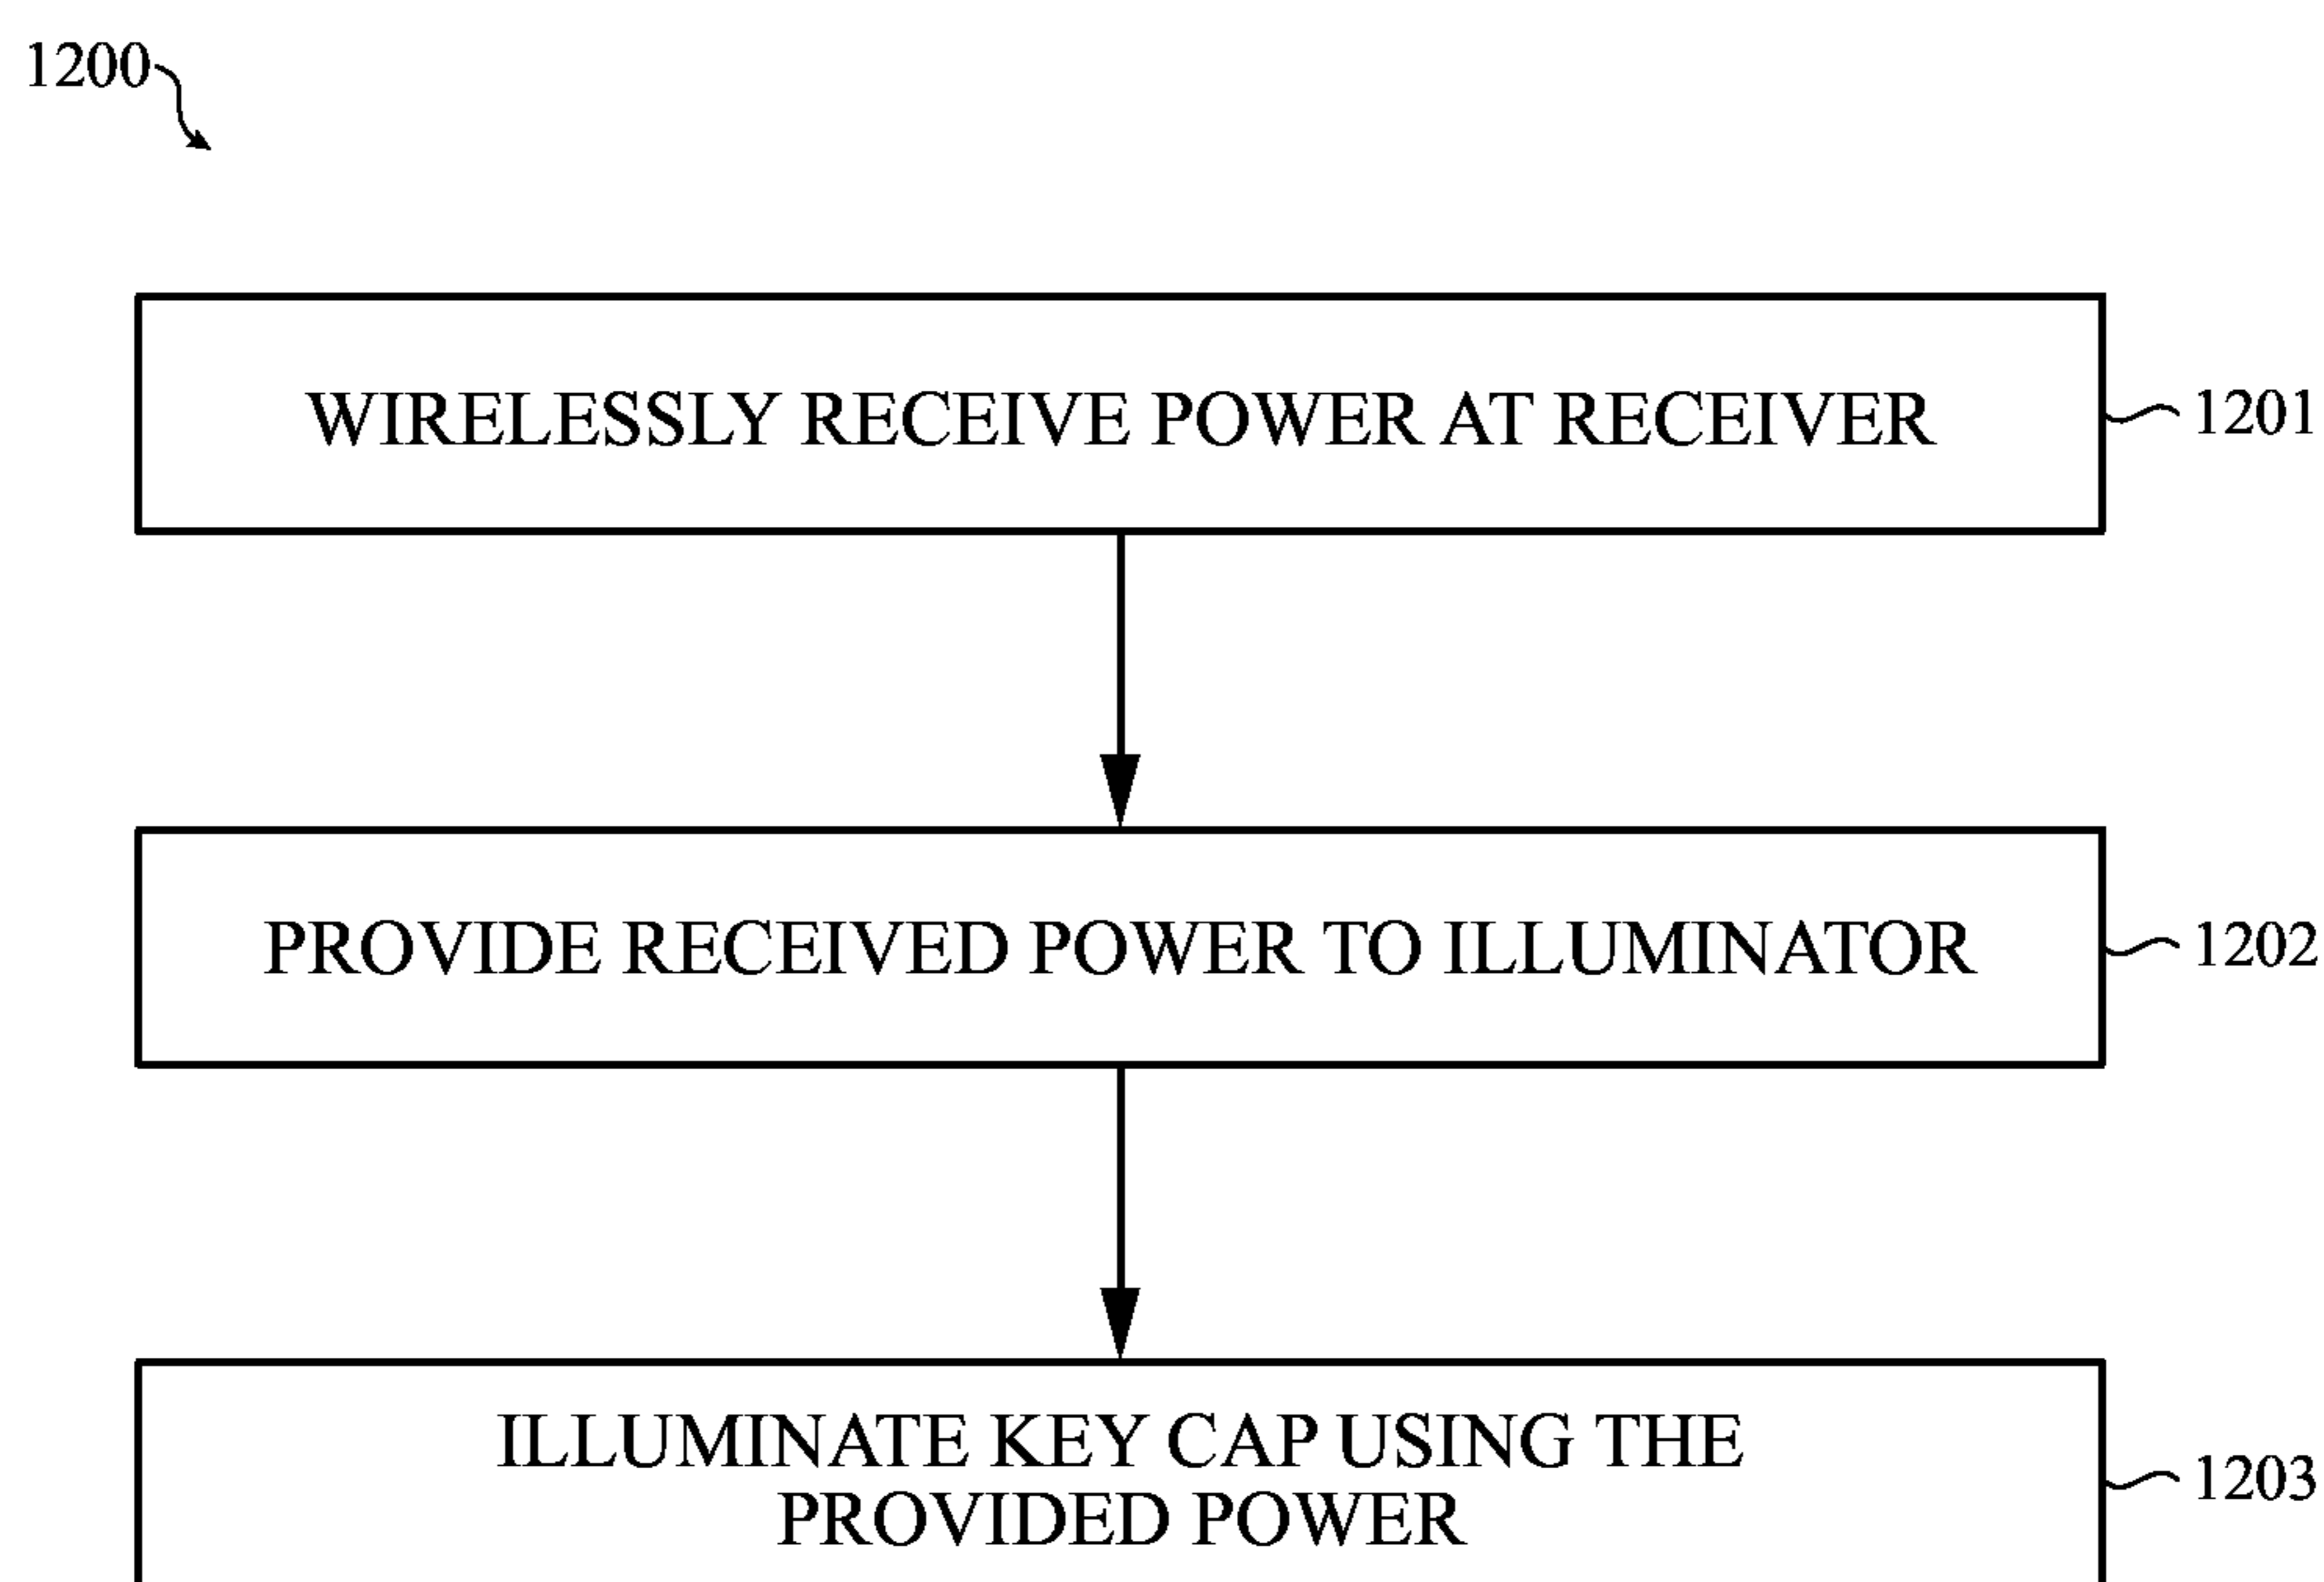 1200
WIRELESSLY RECEIVE POWER AT RECEIVER
1201
PROVIDE RECEIVED POWER TO ILLUMINATOR
1202
ILLUMINATE KEY CAP USING THE
PROVIDED POWER
1203